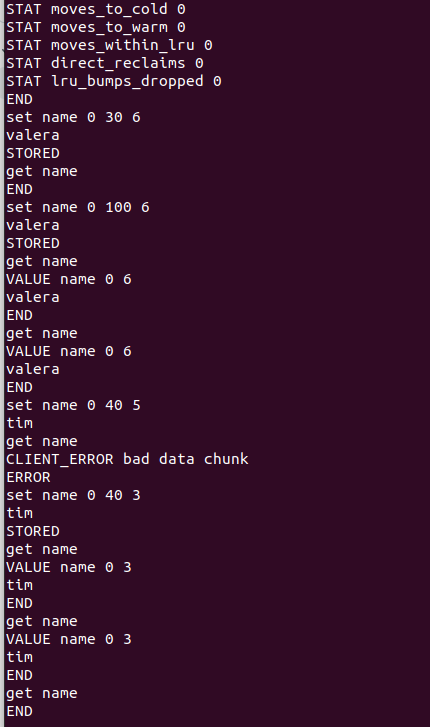 STAT moves_to_cold 0
STAT moves_to_warm 0
STAT moves_within_lru 0
STAT direct_reclaims 0
STAT lru_bumps_dropped 0
END
set name 0 30 6
valera
STORED
get name
END
set name 0 100 6
valera
STORED
get name
VALUE name 0 6
valera
END
get name
VALUE name 0 6
valera
END
set name 0 40 5
tim
get name
CLIENT_ERROR bad data chunk
ERROR
set name 0 40 3
tim
STORED
get name
VALUE name 0 3
tim
END
get name
VALUE name 0 3
tim
END
get name
END